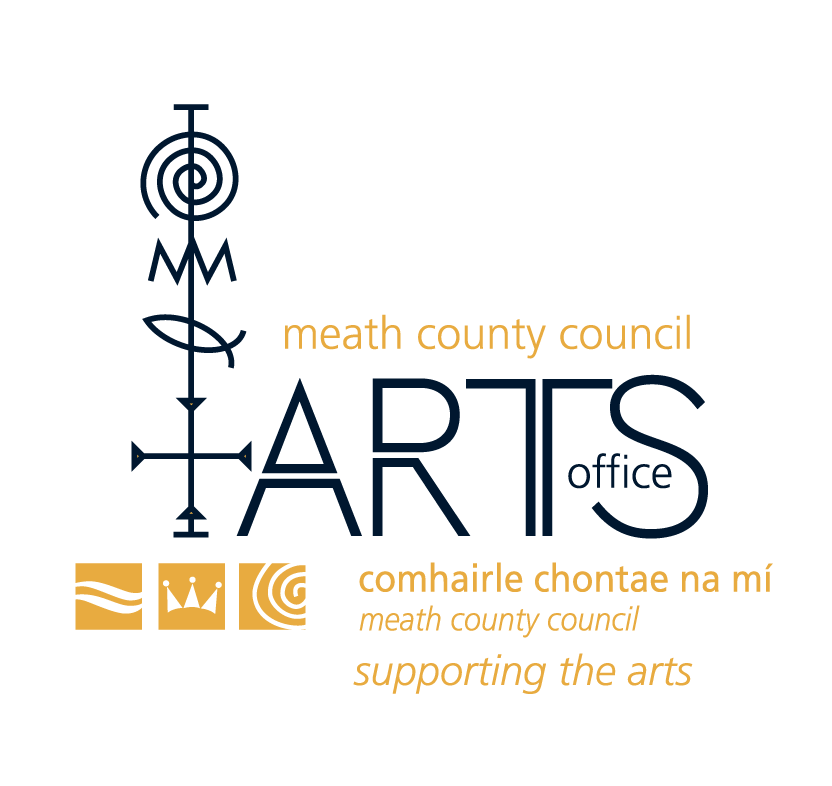 meath county council
ARTS
office
comhairle chontae na mí
meath county council
supporting the arts